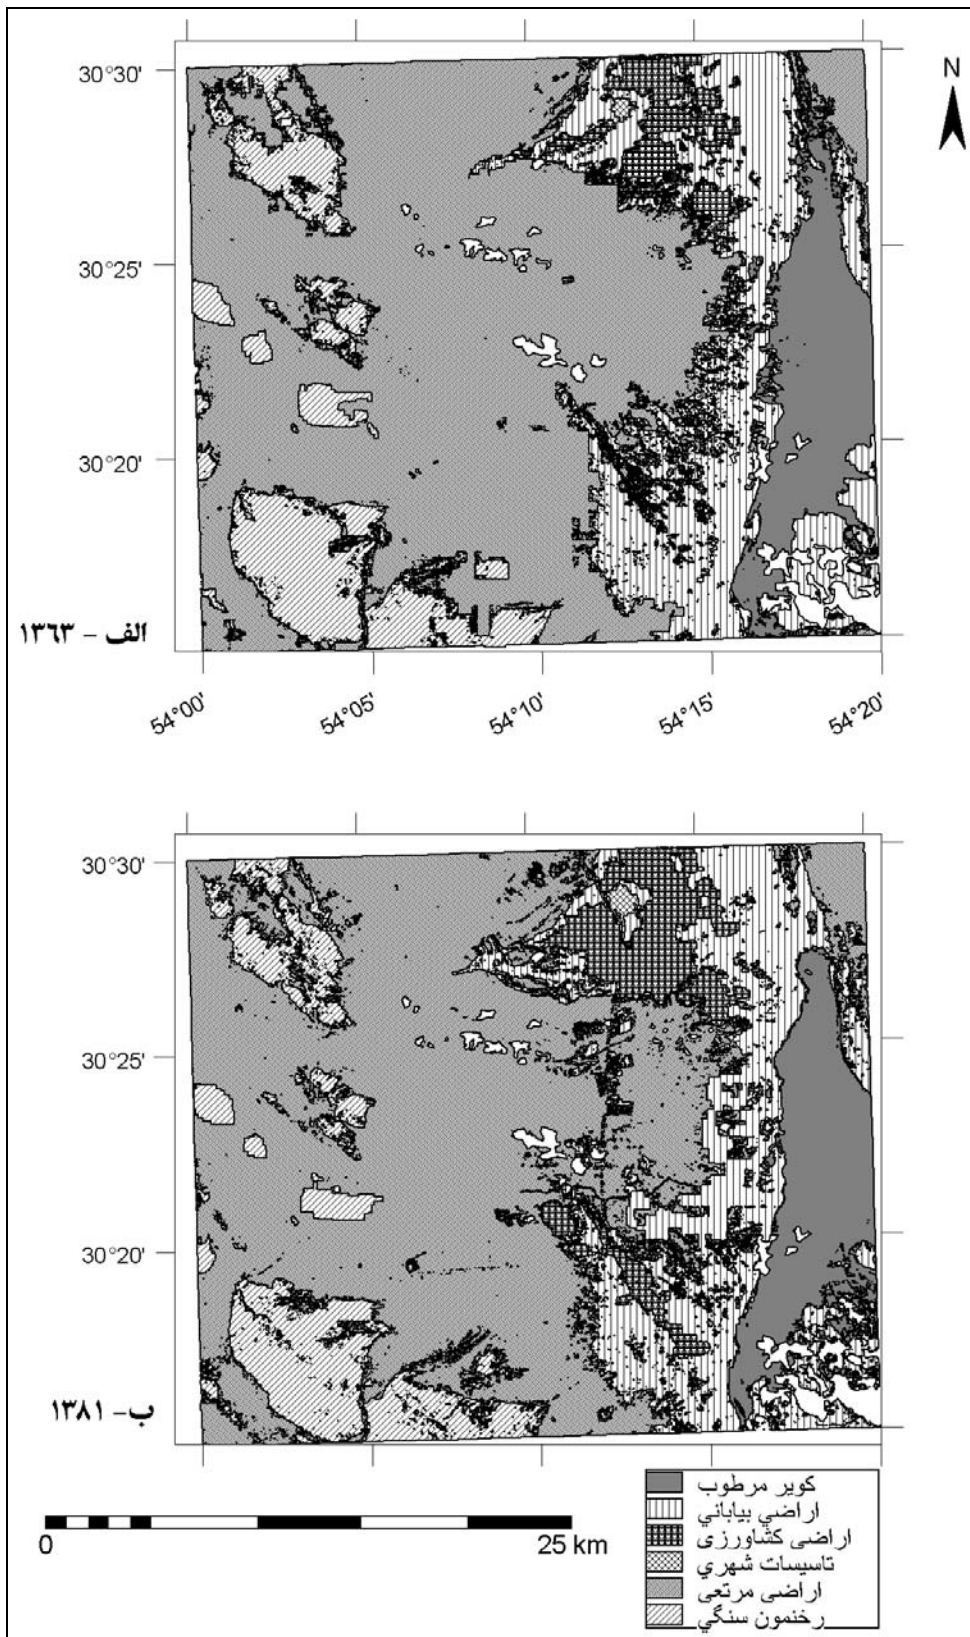 N
30°30'
30°25'
30°20'
الف - ۱۳۶۳
54°00'
54°05'
54°10'
54°15'
54°20'
30°30'
30°25'
30°20'
ب- ۱۳۸۱
کویر مرطوب
اراضي بیاباني
اراضی کشاورزی
تاسیسات شهري
اراضی مرتعی
رخنمون سنگي
0 25 km